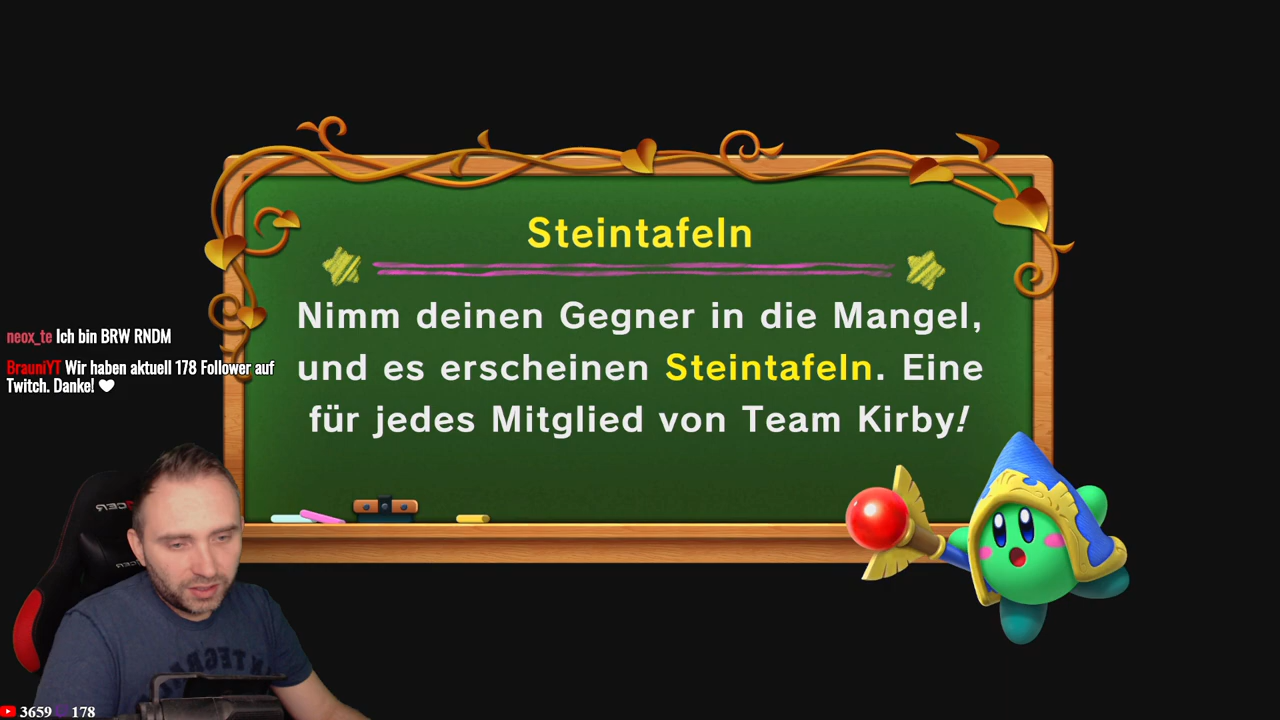 Steintafeln
Nimm deinen Gegner in die Mangel,
und es erscheinen Steintafeln. Eine
für jedes Mitglied von Team Kirby!
neox_te Ich bin BRW RNDM
BrauniYT Wir haben aktuell 178 Follower auf
Twitch. Danke! ♥
3659 178